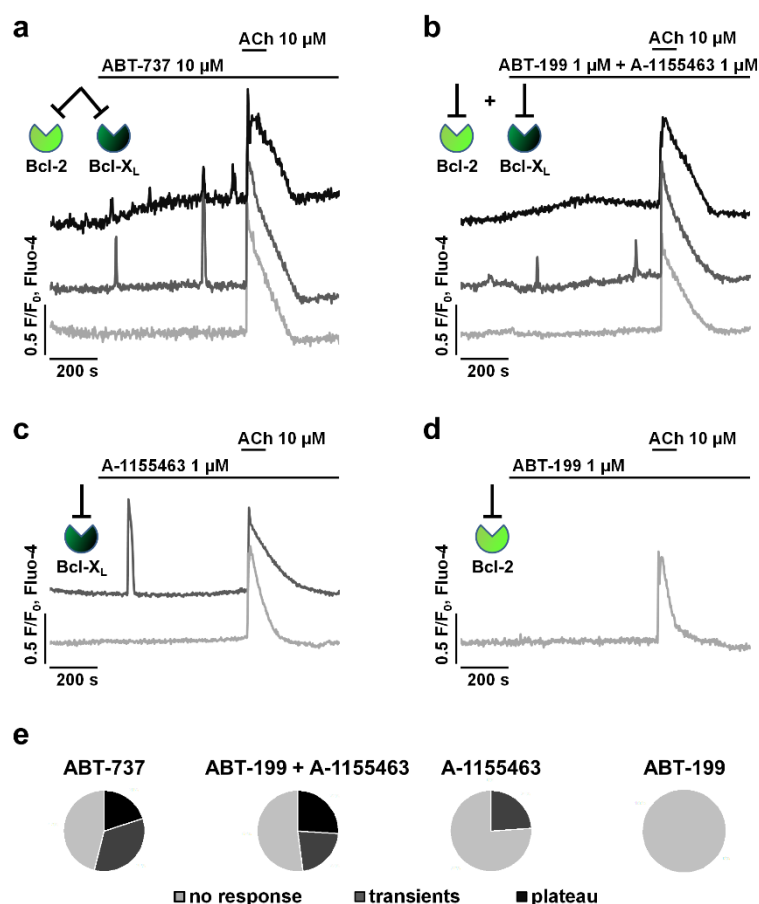 a
ACh 10 µM
ABT-737 10 µM
Bcl-2
Bcl-XL
0.5 F/F0, Fluo-4
200 s
b
ACh 10 µM
ABT-199 1 µM + A-1155463 1 µM
+
Bcl-2
Bcl-XL
0.5 F/F0, Fluo-4
200 s
c
ACh 10 µM
A-1155463 1 µM
Bcl-XL
0.5 F/F0, Fluo-4
200 s
d
ACh 10 µM
ABT-199 1 µM
Bcl-2
0.5 F/F0, Fluo-4
200 s
e
ABT-737
ABT-199 + A-1155463
A-1155463
ABT-199
no response
transients
plateau